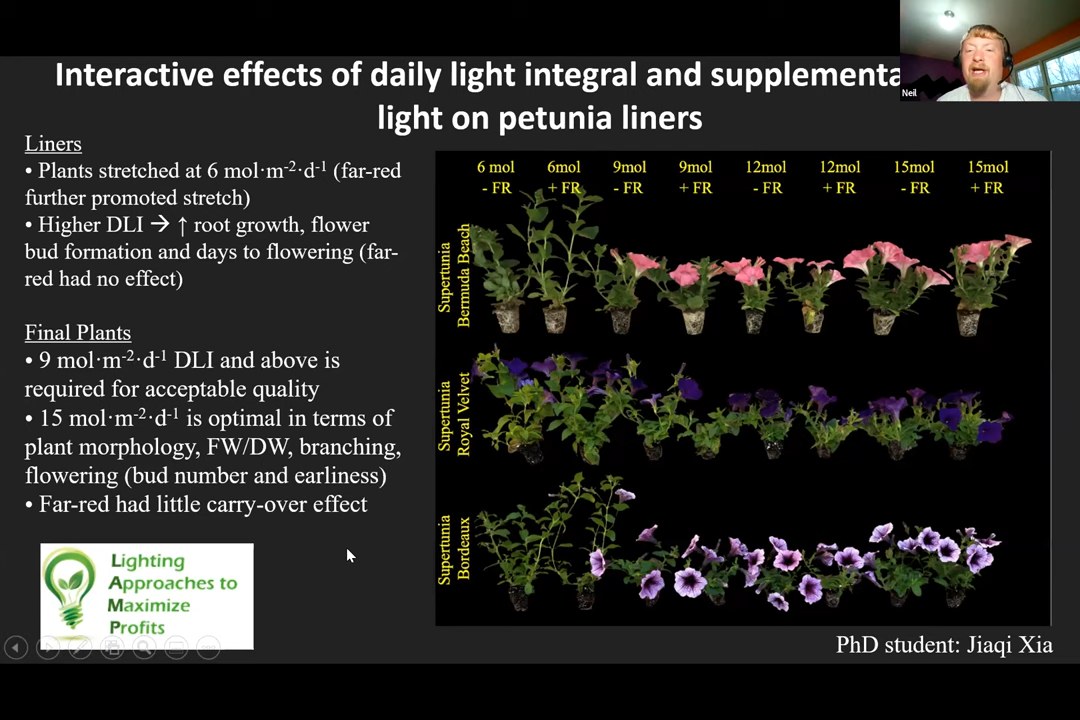 Interactive effects of daily light integral and supplementa
light on petunia liners
Neil
Liners
• Plants stretched at 6 mol·m-2·d-1 (far-red
further promoted stretch)
• Higher DLI → ↑ root growth, flower
bud formation and days to flowering (far-
red had no effect)
Final Plants
• 9 mol·m-2·d-1 DLI and above is
required for acceptable quality
• 15 mol·m-2·d-1 is optimal in terms of
plant morphology, FW/DW, branching,
flowering (bud number and earliness)
• Far-red had little carry-over effect
Lighting
Approaches to
Maximize
Profits
6 mol 6mol 9mol 9mol 12mol 12mol 15mol 15mol
- FR + FR - FR + FR - FR + FR - FR + FR
Supertunia
Bermuda Beach
Supertunia
Royal Velvet
Supertunia
Bordeaux
PhD student: Jiaqi Xia